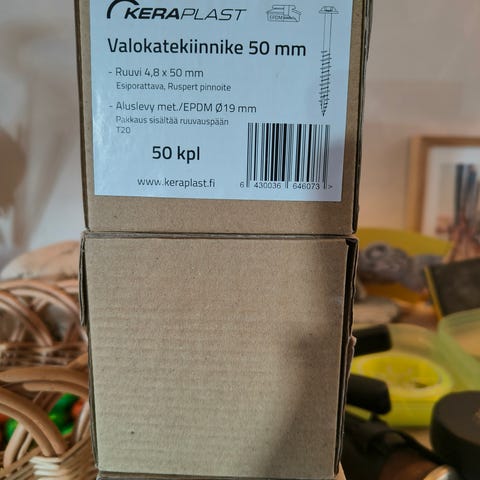 KERAPLAST
EPDM
Valokatekiinnike 50 mm
- Ruuvi 4,8 x 50 mm
Esiporattava, Ruspert pinnoite
- Aluslevy met./EPDM Ø19 mm
Pakkaus sisältää ruuvauspään
T20
50 kpl
www.keraplast.fi
6 430036 646073 >